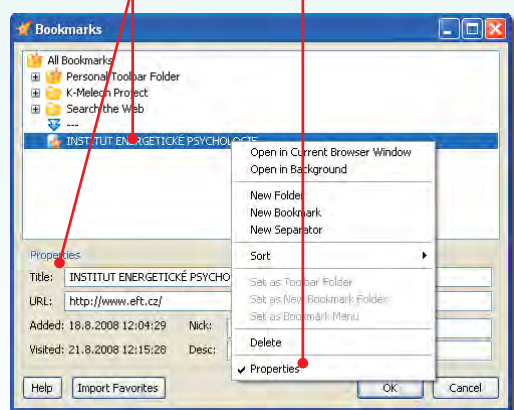 Bookmarks
All Bookmarks
Personal Toolbar Folder
K-Meleon Project
Search the Web
---
INSTITUT ENERGETICKÉ PSYCHOLOGIE
Open in Current Browser Window
Open in Background
New Folder
New Bookmark
New Separator
Sort
Set as Toolbar Folder
Set as New Bookmark Folder
Set as Bookmark Menu
Delete
Properties
Properties
Title: INSTITUT ENERGETICKÉ PSYCHO
URL: http://www.eft.cz/
Added: 18.8.2008 12:04:29 Nick:
Visited: 21.8.2008 12:15:28 Desc:
Help Import Favorites OK Cancel